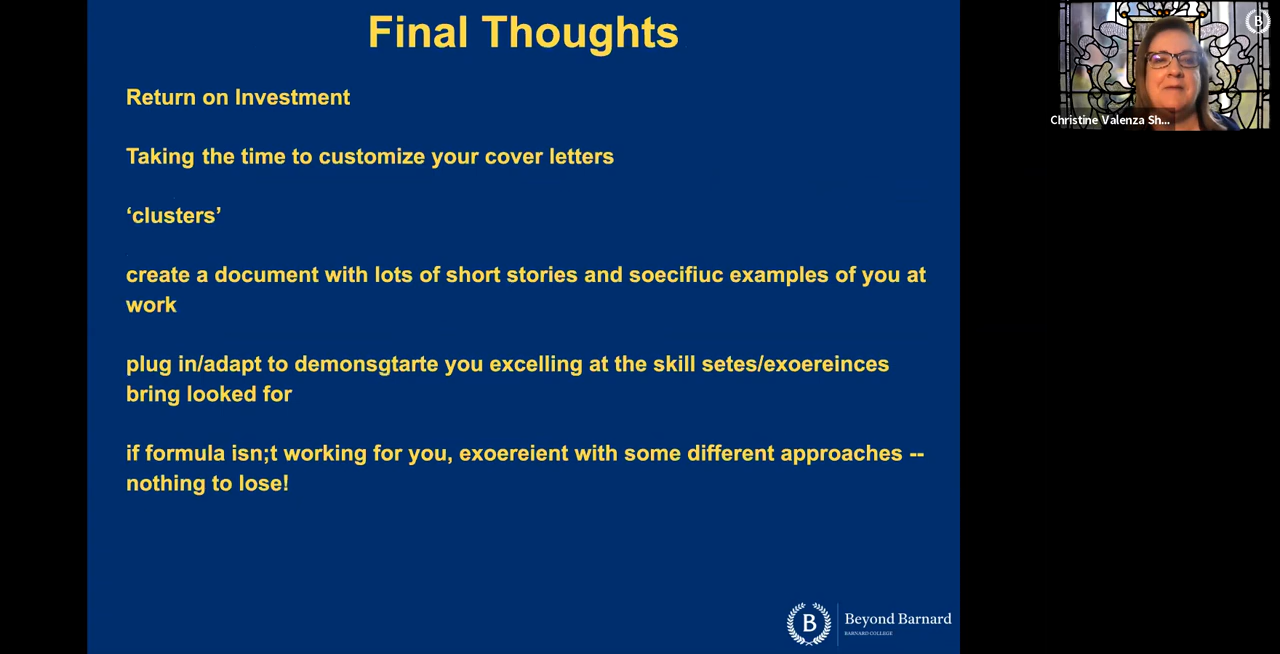 Final Thoughts
Return on Investment
Taking the time to customize your cover letters
‘clusters’
create a document with lots of short stories and soecifiuc examples of you at
work
plug in/adapt to demonsgtarte you excelling at the skill setes/exoereinces
bring looked for
if formula isn;t working for you, exoereient with some different approaches --
nothing to lose!
B
Beyond Barnard
BARNARD COLLEGE
B
Christine Valenza Sh...